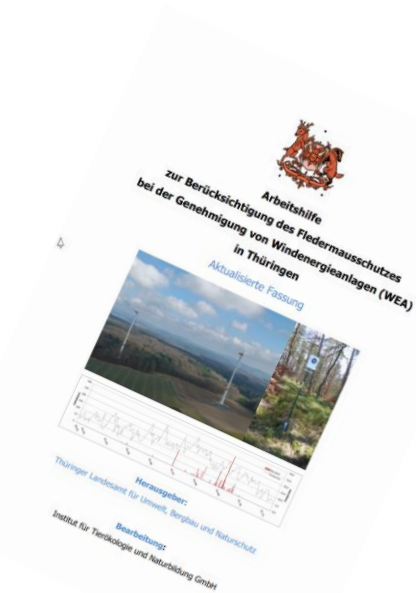 Arbeitshilfe
zur Berücksichtigung des Fledermausschutzes
bei der Genehmigung von Windenergieanlagen (WEA)
in Thüringen
Aktualisierte Fassung
Herausgeber:
Thüringer Landesamt für Umwelt, Bergbau und Naturschutz
Bearbeitung:
Institut für Tierökologie und Naturbildung GmbH